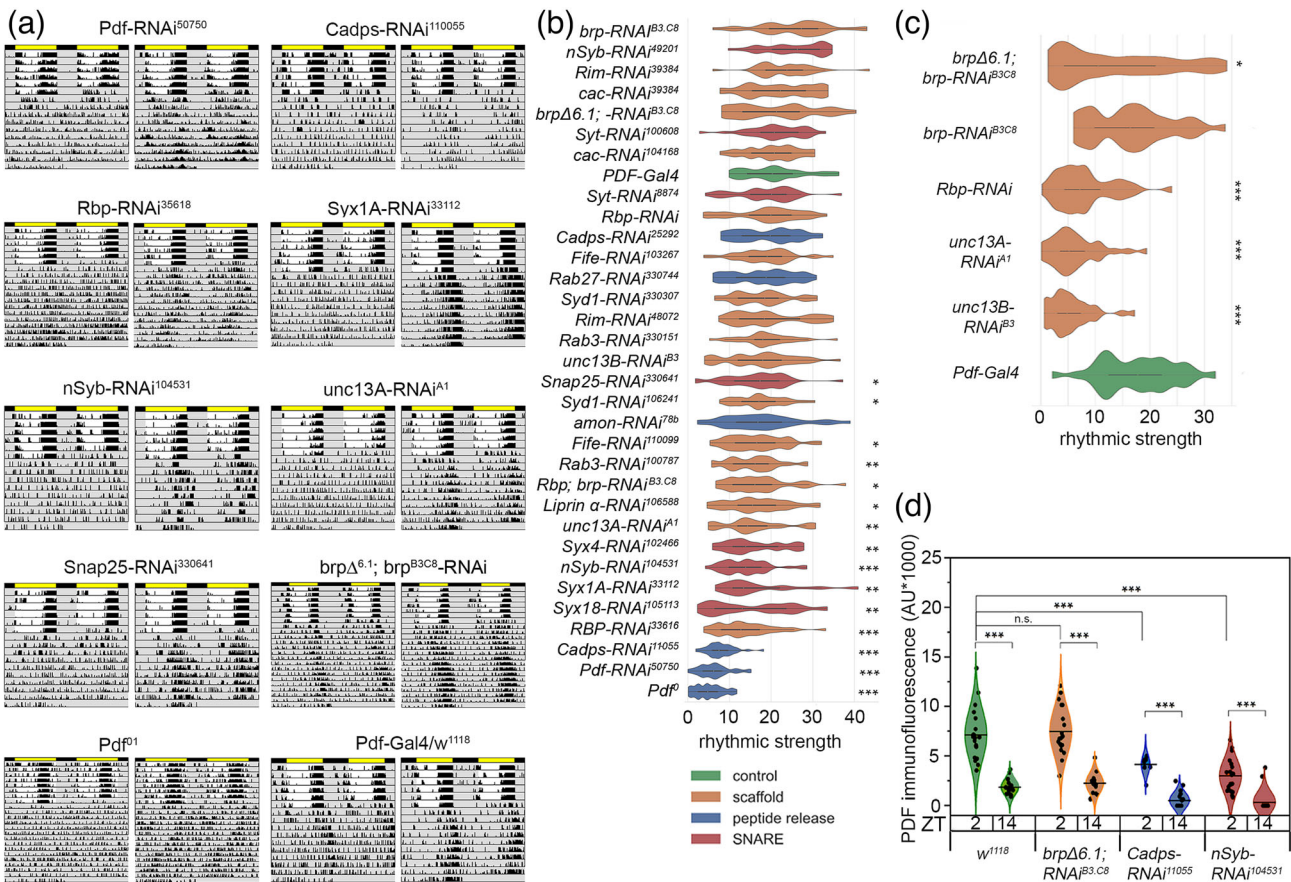 (a)
Pdf-RNAi⁵⁰⁷⁵⁰ Cadps-RNAi¹¹⁰⁰⁵⁵
Rbp-RNAi³⁵⁶¹⁸ Syx1A-RNAi³³¹¹²
nSyb-RNAi¹⁰⁴⁵³¹ unc13A-RNAiᴬ¹
Snap25-RNAi³³⁰⁶⁴¹ brpΔ⁶·¹; brpᴮ³ᶜ⁸-RNAi
Pdf⁰¹ Pdf-Gal4/w¹¹¹⁸
(b)
brp-RNAiᴮ³·ᶜ⁸
nSyb-RNAi⁴⁹²⁰¹
Rim-RNAi³⁹³⁸⁴
cac-RNAi³⁹³⁸⁴
brpΔ6.1; -RNAiᴮ³·ᶜ⁸
Syt-RNAi¹⁰⁰⁶⁰⁸
cac-RNAi¹⁰⁴¹⁶⁸
PDF-Gal4
Syt-RNAi⁸⁸⁷⁴
Rbp-RNAi
Cadps-RNAi²⁵²⁹²
Fife-RNAi¹⁰³²⁶⁷
Rab27-RNAi³³⁰⁷⁴⁴
Syd1-RNAi³³⁰³⁰⁷
Rim-RNAi⁴⁸⁰⁷²
Rab3-RNAi³³⁰¹⁵¹
unc13B-RNAiᴮ³
Snap25-RNAi³³⁰⁶⁴¹ *
Syd1-RNAi¹⁰⁶²⁴¹ *
amon-RNAi⁷⁸ᵇ
Fife-RNAi¹¹⁰⁰⁹⁹ *
Rab3-RNAi¹⁰⁰⁷⁸⁷ **
Rbp; brp-RNAiᴮ³·ᶜ⁸ *
Liprin α-RNAi¹⁰⁶⁵⁸⁸ *
unc13A-RNAiᴬ¹ **
Syx4-RNAi¹⁰²⁴⁶⁶ **
nSyb-RNAi¹⁰⁴⁵³¹ ***
Syx1A-RNAi³³¹¹² **
Syx18-RNAi¹⁰⁵¹¹³ **
RBP-RNAi³³⁶¹⁶ ***
Cadps-RNAi¹¹⁰⁵⁵ ***
Pdf-RNAi⁵⁰⁷⁵⁰ ***
Pdf⁰ ***
0 10 20 30 40
rhythmic strength
control
scaffold
peptide release
SNARE
(c)
brpΔ6.1;
brp-RNAiᴮ³ᶜ⁸ *
brp-RNAiᴮ³ᶜ⁸
Rbp-RNAi ***
unc13A-
RNAiᴬ¹ ***
unc13B-
RNAiᴮ³ ***
Pdf-Gal4
0 10 20 30
rhythmic strength
(d)
PDF immunofluorescence (AU*1000)
25
20
15
10
5
0
***
***
n.s.
*** *** *** ***
ZT 2 14 2 14 2 14 2 14
w¹¹¹⁸ brpΔ6.1; Cadps- nSyb-
RNAiᴮ³·ᶜ⁸ RNAi¹¹⁰⁵⁵ RNAi¹⁰⁴⁵³¹